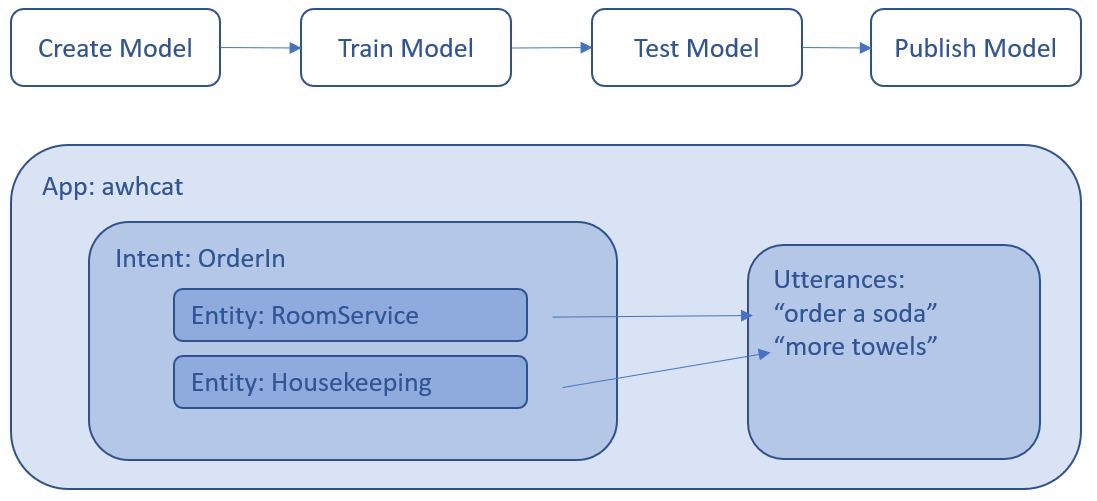 Create Model
Train Model
Test Model
Publish Model
App: awhcat
Intent: OrderIn
Entity: RoomService
Entity: Housekeeping
Utterances:
“order a soda”
“more towels”